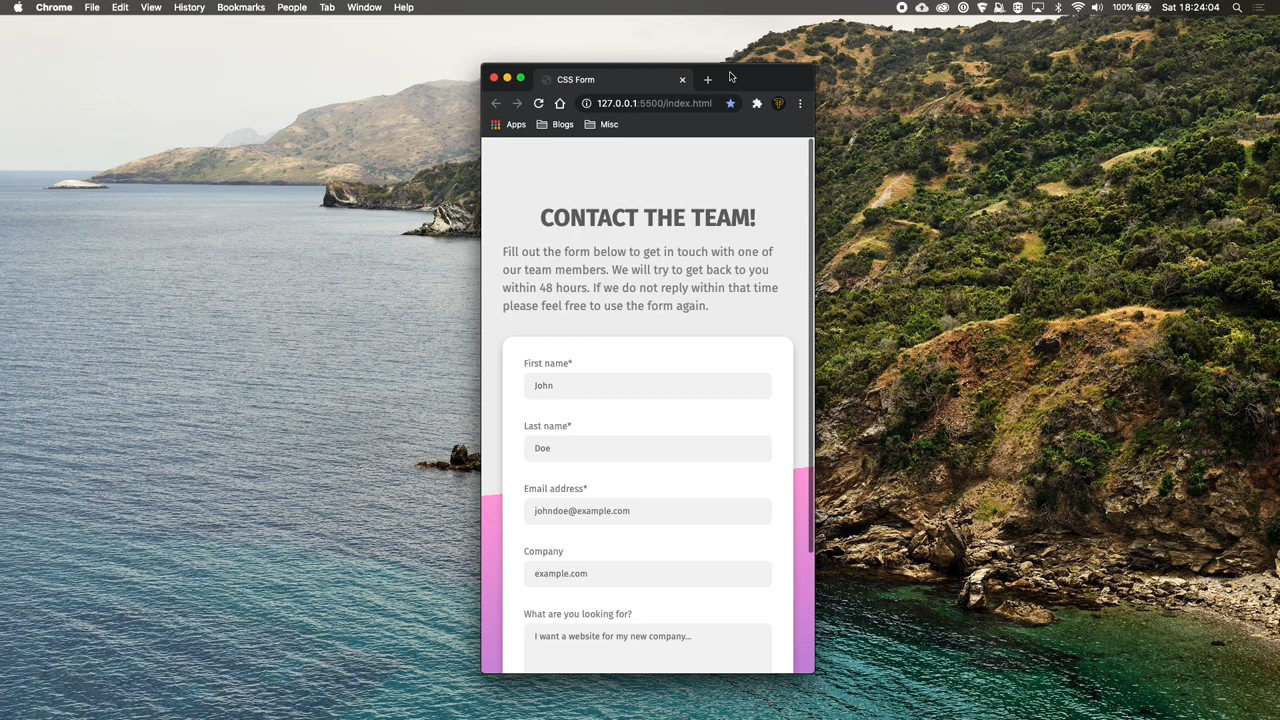 Chrome File Edit View History Bookmarks People Tab Window Help 100% Sat 18:24:04
CSS Form
127.0.0.1:5500/index.html
Apps Blogs Misc
CONTACT THE TEAM!
Fill out the form below to get in touch with one of
our team members. We will try to get back to you
within 48 hours. If we do not reply within that time
please feel free to use the form again.
First name*
John
Last name*
Doe
Email address*
johndoe@example.com
Company
example.com
What are you looking for?
I want a website for my new company...